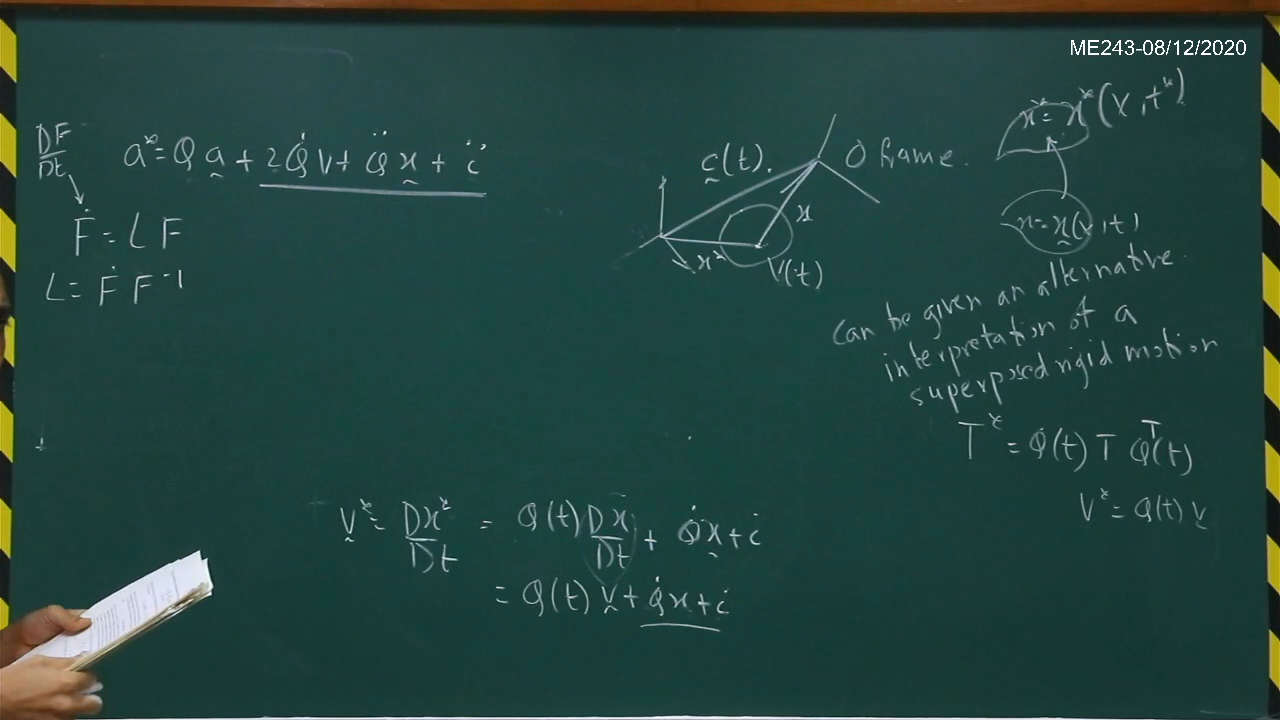 ME243-08/12/2020
DF/Dt
a* = Q a + 2Q̇ v + Q̈ x + c̈
Ḟ = L F
L = Ḟ F⁻¹
c(t).
O frame.
x
x*
V(t)
x* = x*(X, t*)
x = x(X, t)
Can be given an alternative
interpretation of a
superposed rigid motion
T* = Q(t) T Qᵀ(t)
V* = Q(t) v
v* = Dx*/Dt = Q(t) Dx/Dt + Q̇x + ċ
= Q(t) v + Q̇x + ċ